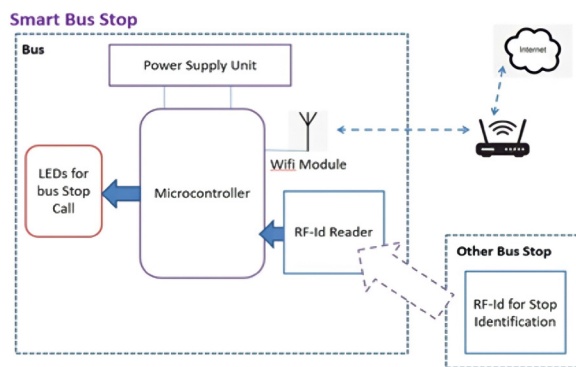 Smart Bus Stop
Bus
Power Supply Unit
Internet
LEDs for
bus Stop
Call
Microcontroller
Wifi Module
RF-Id Reader
Other Bus Stop
RF-Id for Stop
Identification